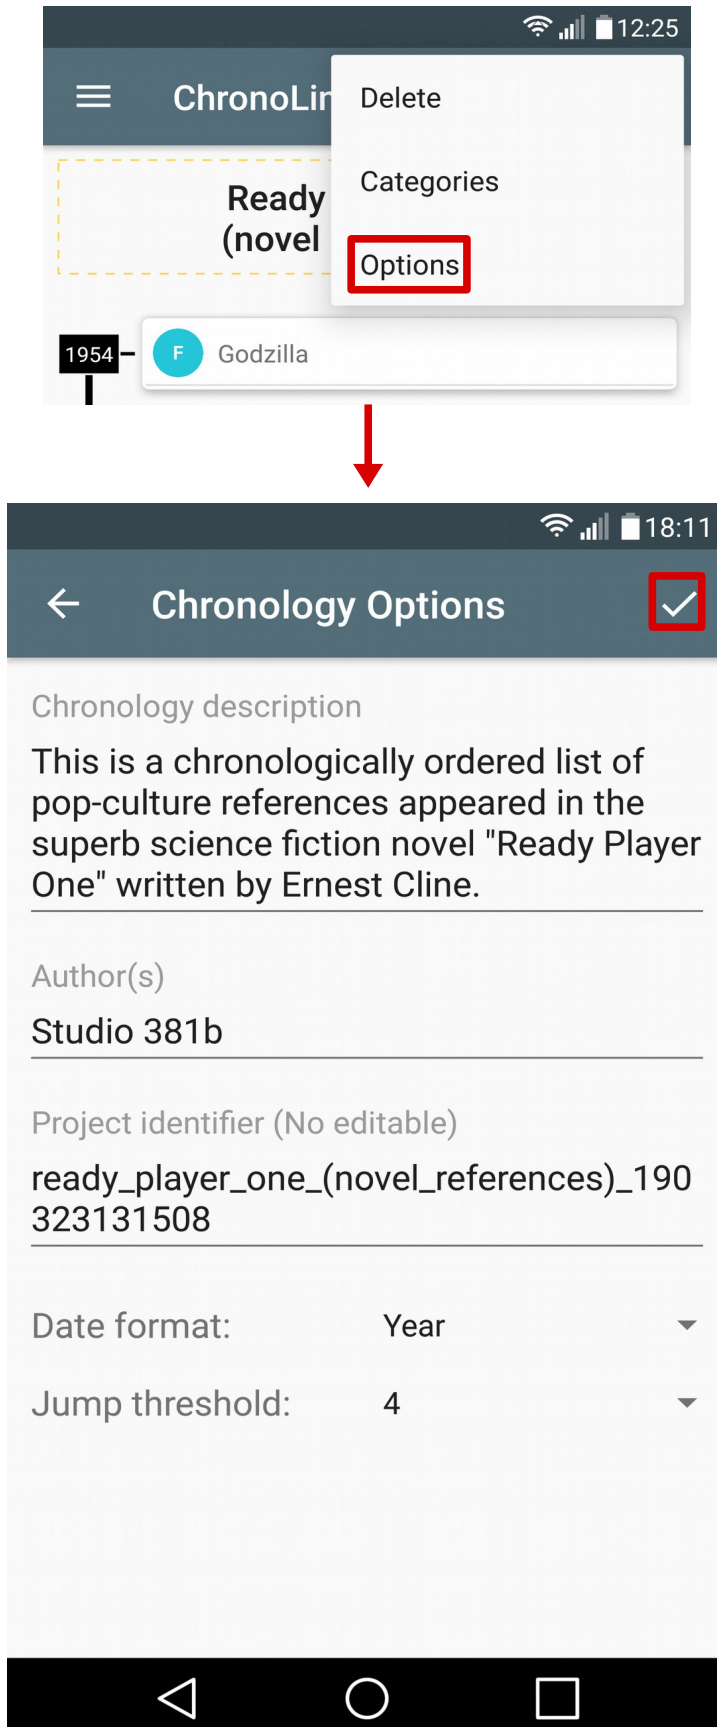 12:25
ChronoLin
Delete
Categories
Options
Ready
(novel
1954
F
Godzilla
18:11
Chronology Options
Chronology description
This is a chronologically ordered list of
pop-culture references appeared in the
superb science fiction novel "Ready Player
One" written by Ernest Cline.
Author(s)
Studio 381b
Project identifier (No editable)
ready_player_one_(novel_references)_190
323131508
Date format: Year
Jump threshold: 4